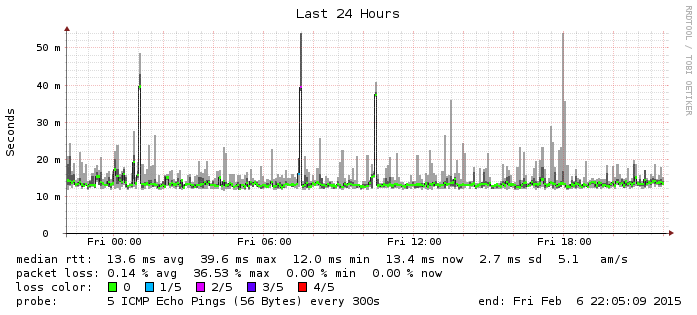 Last 24 Hours
RRDTOOL / TOBI OETIKER
Seconds
50 m
40 m
30 m
20 m
10 m
0
Fri 00:00 Fri 06:00 Fri 12:00 Fri 18:00
median rtt: 13.6 ms avg 39.6 ms max 12.0 ms min 13.4 ms now 2.7 ms sd 5.1 am/s
packet loss: 0.14 % avg 36.53 % max 0.00 % min 0.00 % now
loss color: 0 1/5 2/5 3/5 4/5
probe: 5 ICMP Echo Pings (56 Bytes) every 300s end: Fri Feb 6 22:05:09 2015